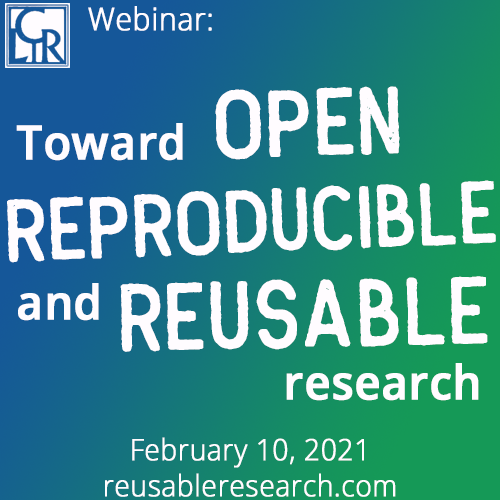 CLIR
Webinar:
Toward OPEN
REPRODUCIBLE
and REUSABLE
research
February 10, 2021
reusableresearch.com